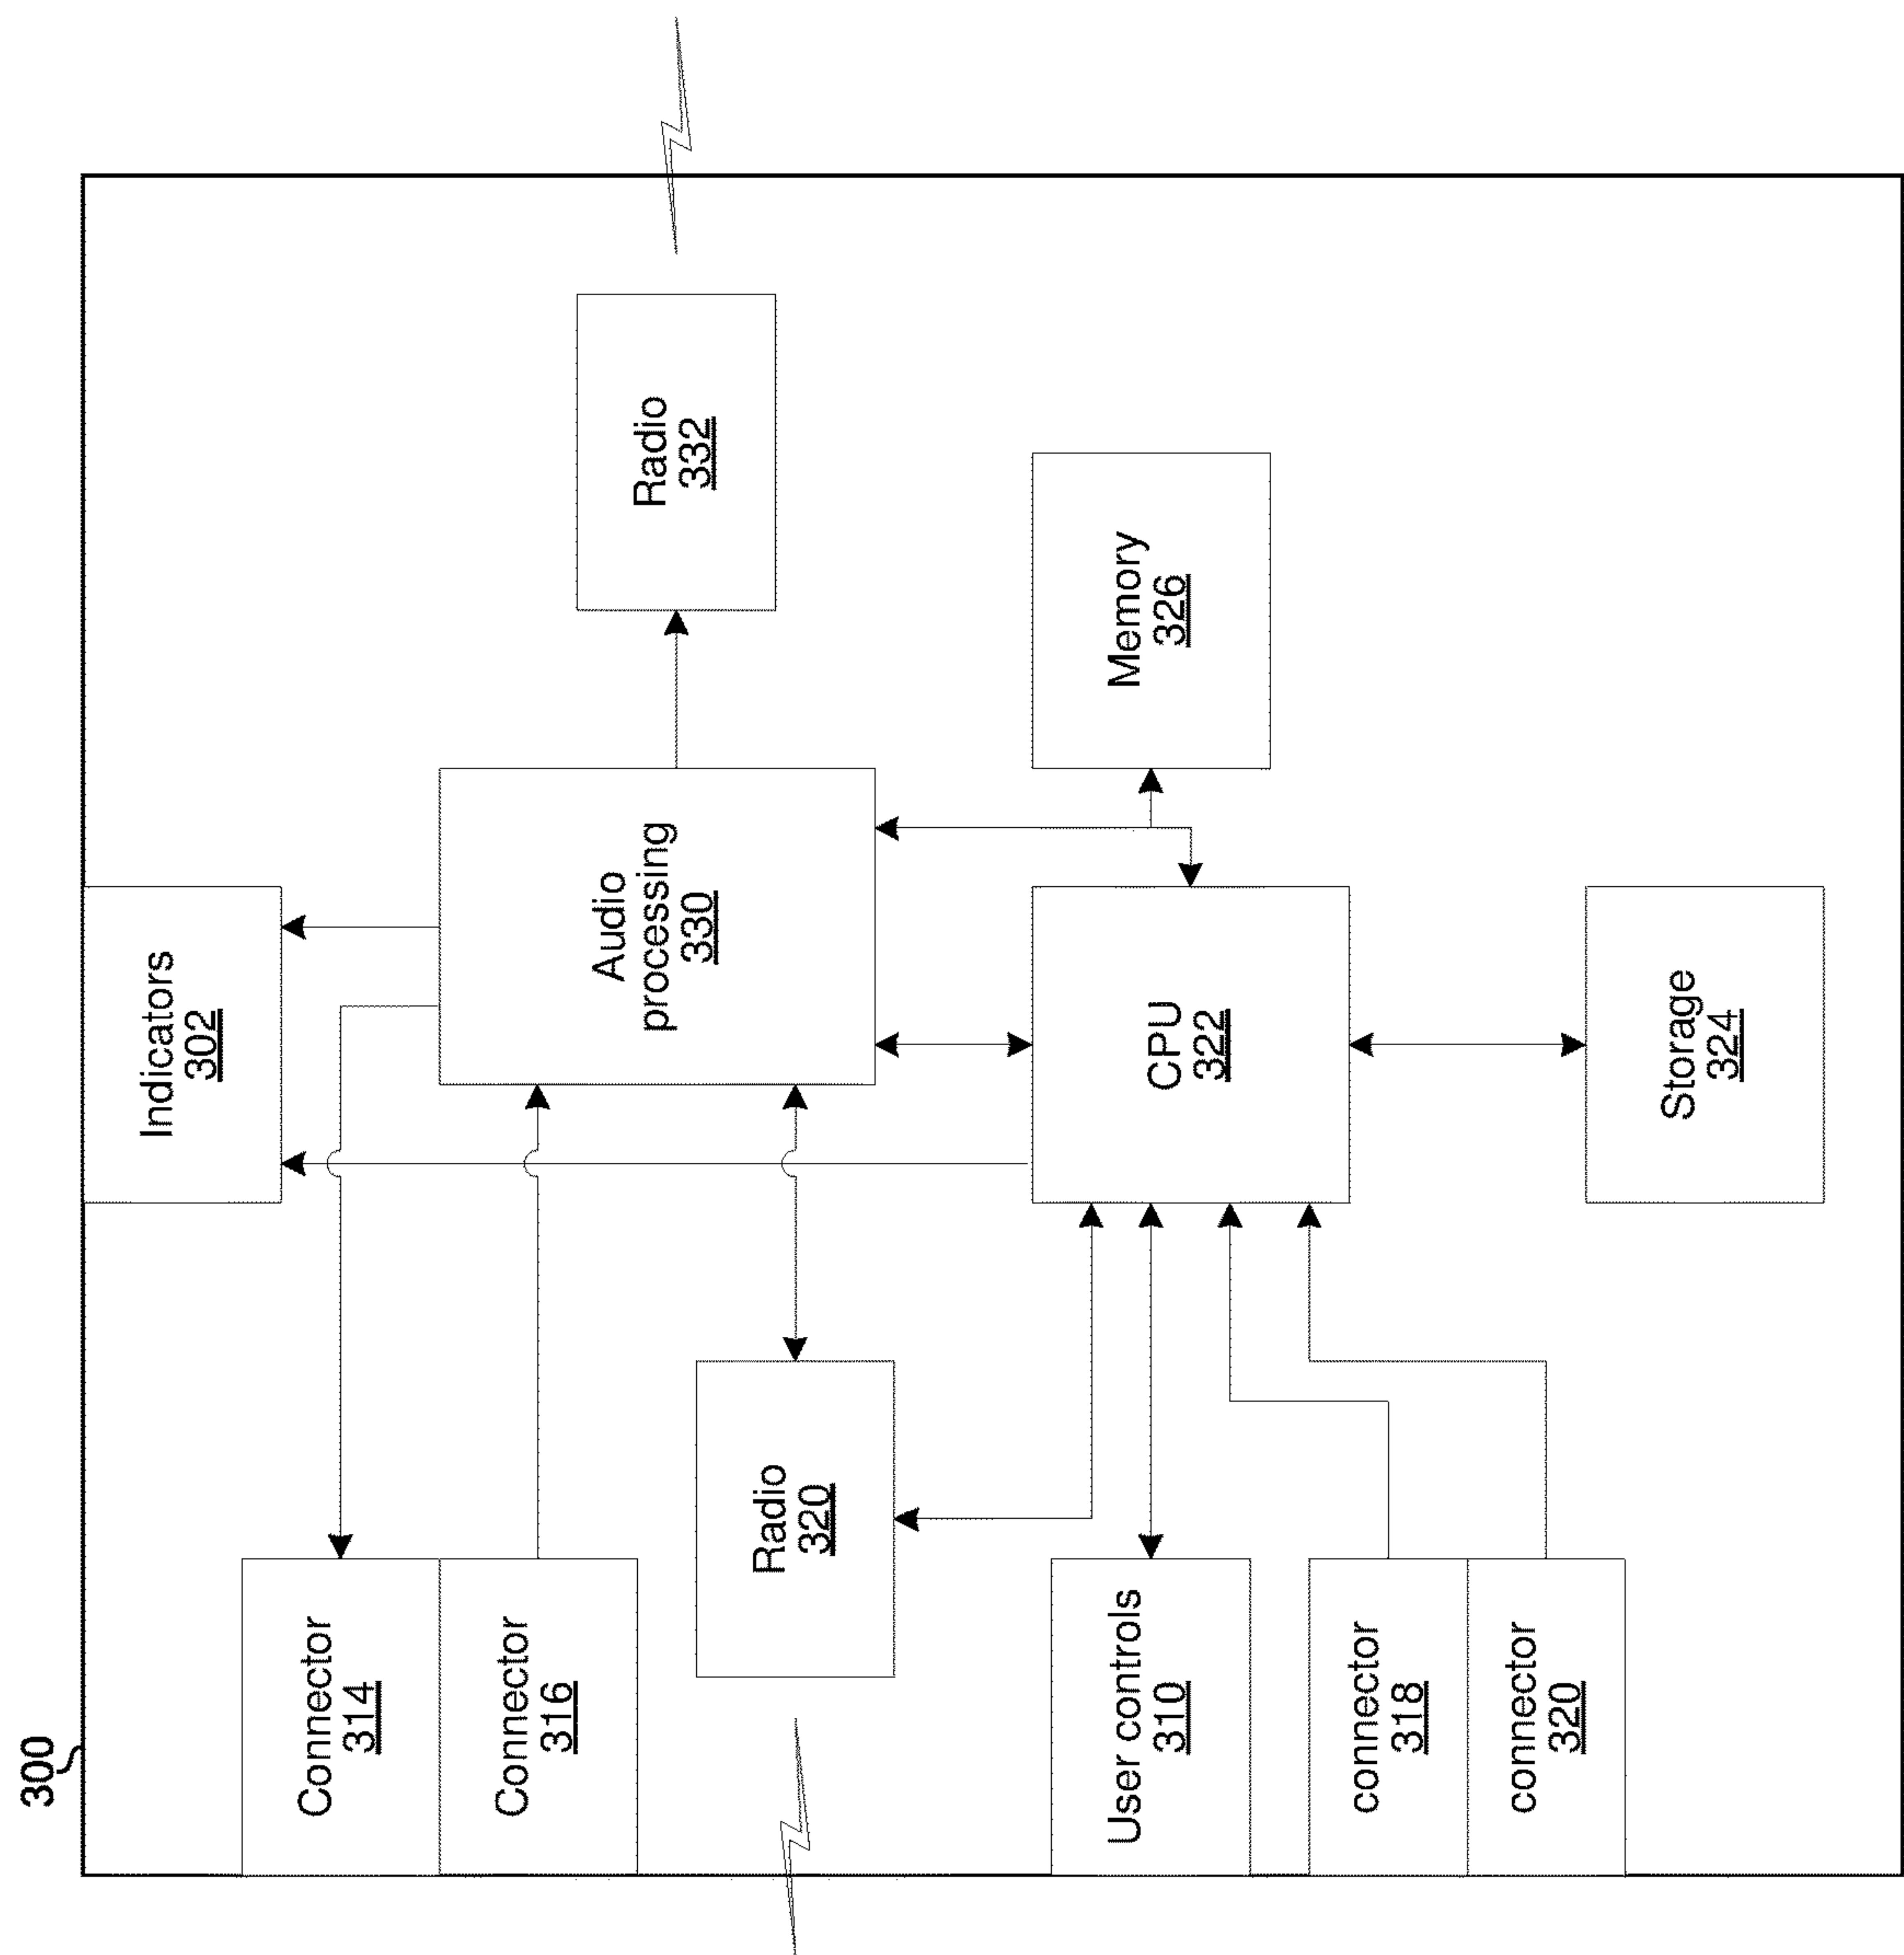 300
Indicators
302
Connector
314
Connector
316
Audio
processing
330
Radio
332
Radio
320
User controls
310
CPU
322
Memory
326
connector
318
connector
320
Storage
324